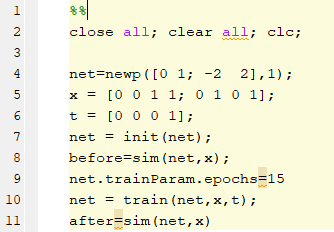 1 %%
2 close all; clear all; clc;
3
4 net=newp([0 1; -2  2],1);
5 x = [0 0 1 1; 0 1 0 1];
6 t = [0 0 0 1];
7 net = init(net);
8 before=sim(net,x);
9 net.trainParam.epochs=15
10 net = train(net,x,t);
11 after=sim(net,x)